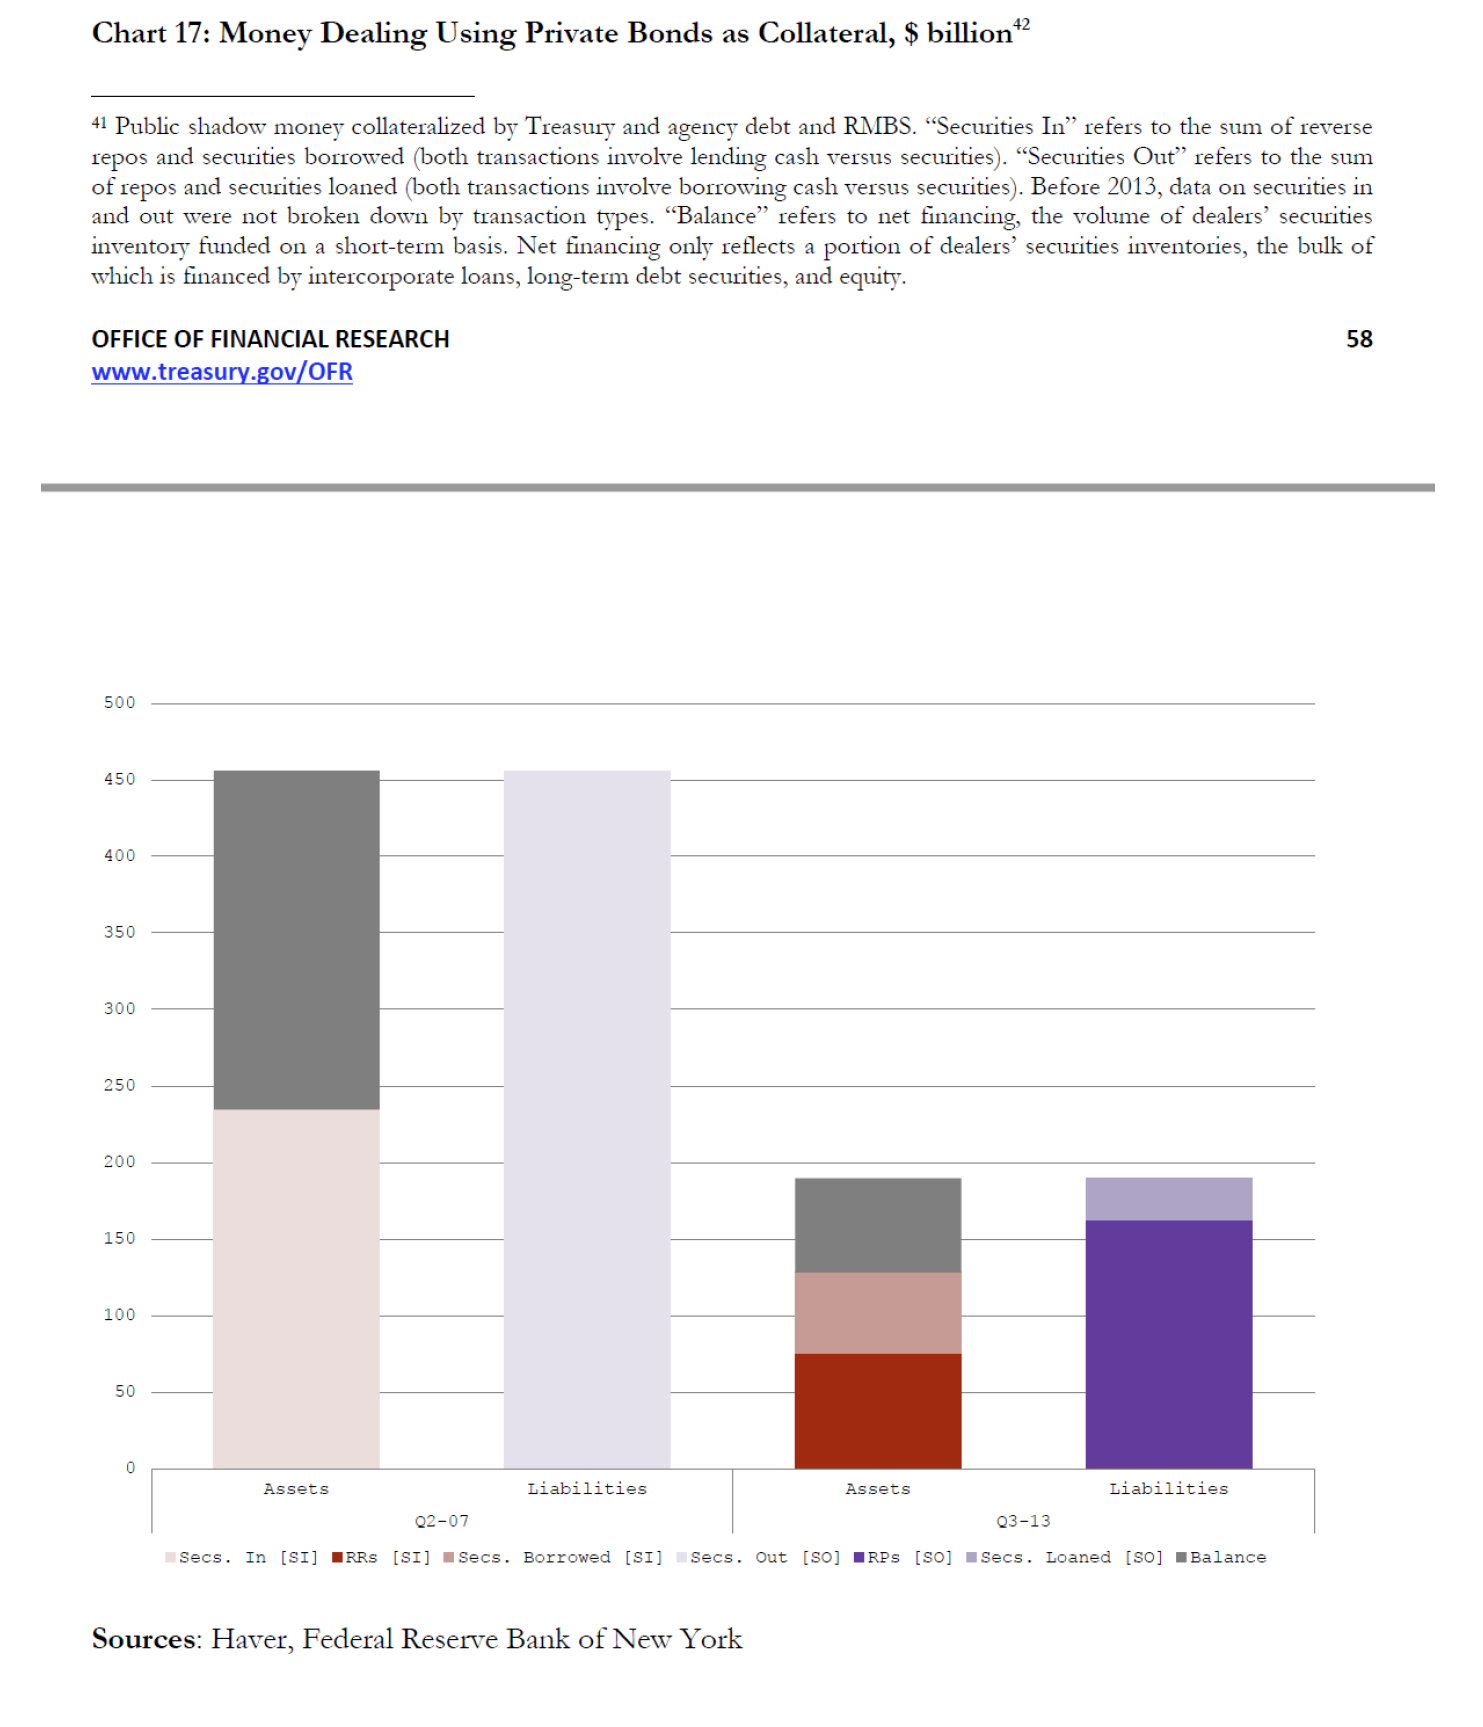 Chart 17: Money Dealing Using Private Bonds as Collateral, $ billion42
41 Public shadow money collateralized by Treasury and agency debt and RMBS. “Securities In” refers to the sum of reverse
repos and securities borrowed (both transactions involve lending cash versus securities). “Securities Out” refers to the sum
of repos and securities loaned (both transactions involve borrowing cash versus securities). Before 2013, data on securities in
and out were not broken down by transaction types. “Balance” refers to net financing, the volume of dealers’ securities
inventory funded on a short-term basis. Net financing only reflects a portion of dealers’ securities inventories, the bulk of
which is financed by intercorporate loans, long-term debt securities, and equity.
OFFICE OF FINANCIAL RESEARCH 58
www.treasury.gov/OFR
500
450
400
350
300
250
200
150
100
50
0
Assets Liabilities Assets Liabilities
Q2-07 Q3-13
Secs. In [SI] RRs [SI] Secs. Borrowed [SI] Secs. Out [SO] RPs [SO] Secs. Loaned [SO] Balance
Sources: Haver, Federal Reserve Bank of New York